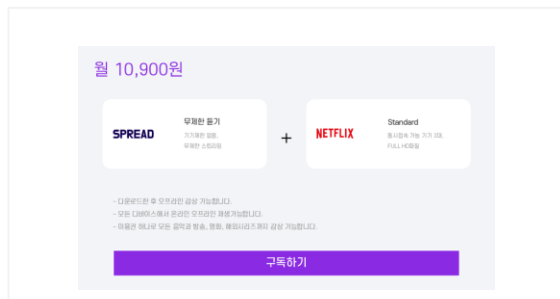 월 10,900원
SPREAD
무제한 듣기
기기제한 없음,
무제한 스트리밍
+
NETFLIX
Standard
동시접속 가능 기기 2대,
FULL HD화질
- 다운로드한 후 오프라인 감상 가능합니다.
- 모든 디바이스에서 온라인 오프라인 재생가능합니다.
- 이용권 하나로 모든 음악과 방송, 영화, 해외시리즈까지 감상 가능합니다.
구독하기